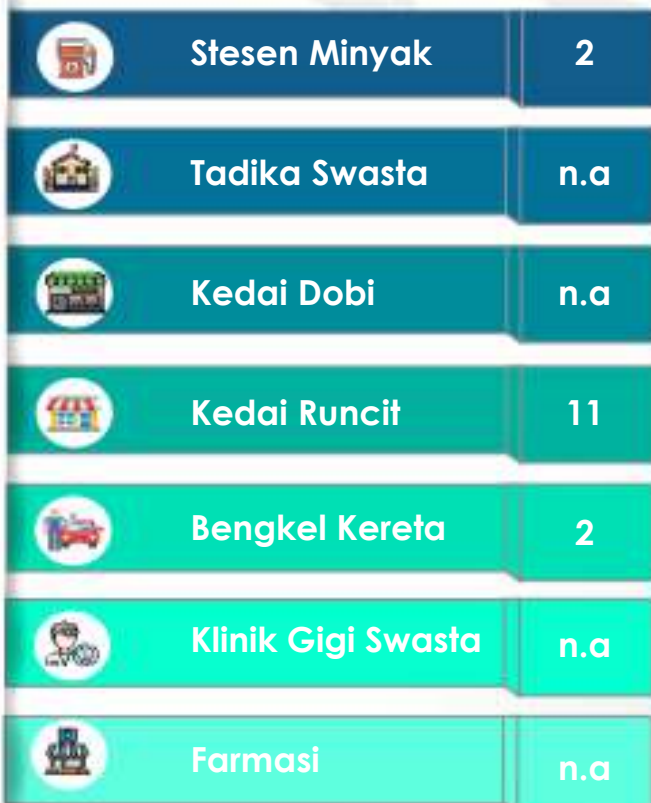 Stesen Minyak 2
Tadika Swasta n.a
Kedai Dobi n.a
Kedai Runcit 11
Bengkel Kereta 2
Klinik Gigi Swasta n.a
Farmasi n.a